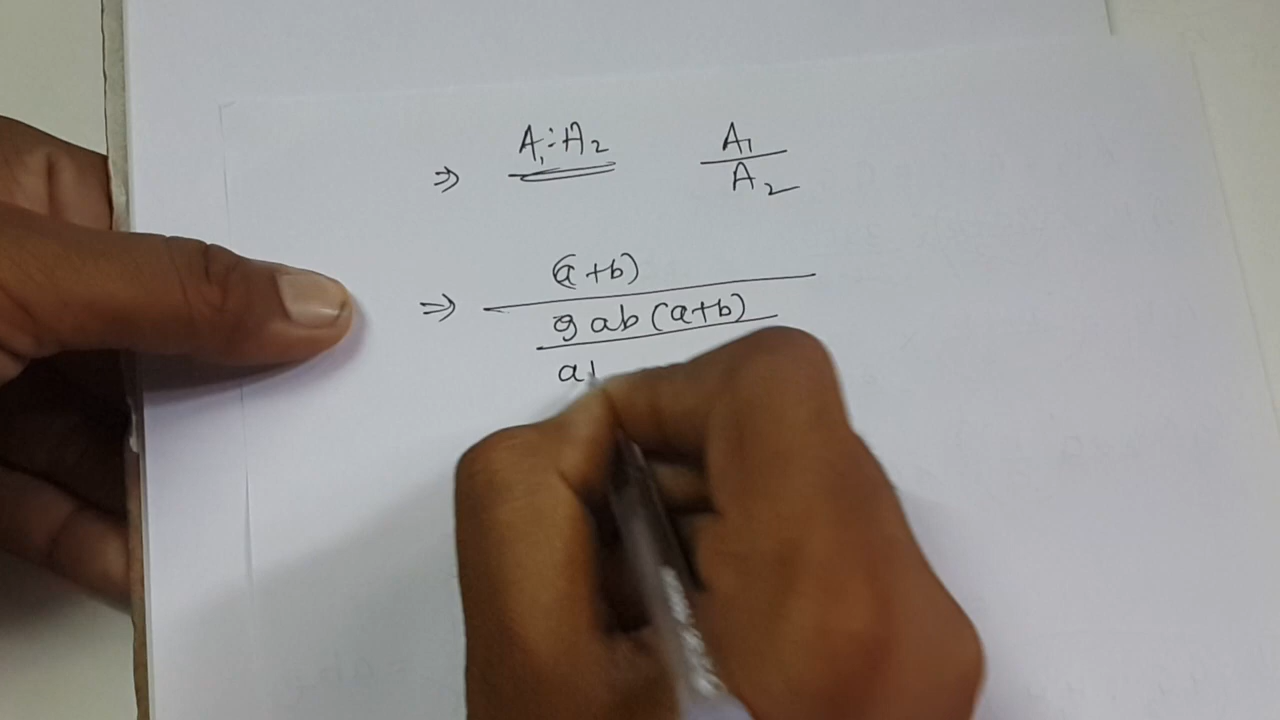 ⇒ A₁:A₂ A₁/A₂
⇒ (a+b)
9ab(a+b)
a